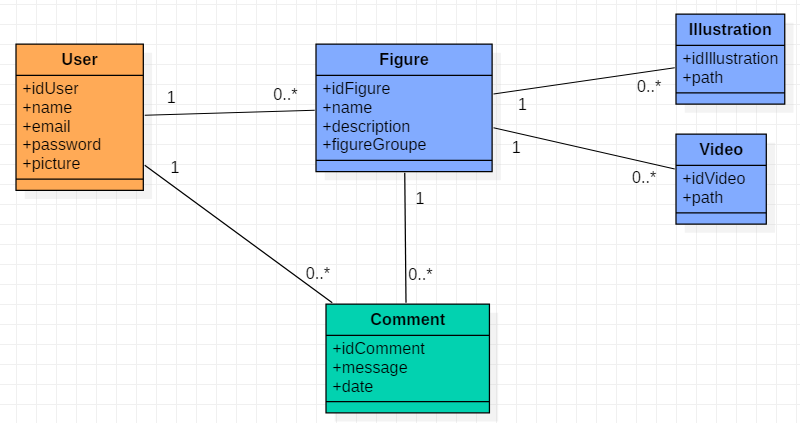 User
+idUser
+name
+email
+password
+picture
1
0..*
1
0..*
Figure
+idFigure
+name
+description
+figureGroupe
1
0..*
1
0..*
1
0..*
Illustration
+idIllustration
+path
Video
+idVideo
+path
Comment
+idComment
+message
+date